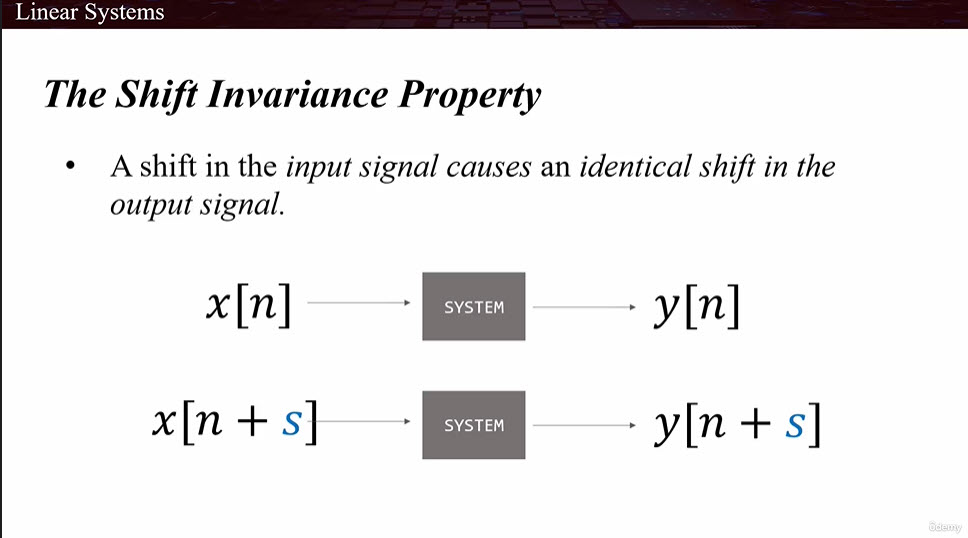 Linear Systems
The Shift Invariance Property
• A shift in the input signal causes an identical shift in the
output signal.
x[n] SYSTEM y[n]
x[n + s] SYSTEM y[n + s]
ûdemy